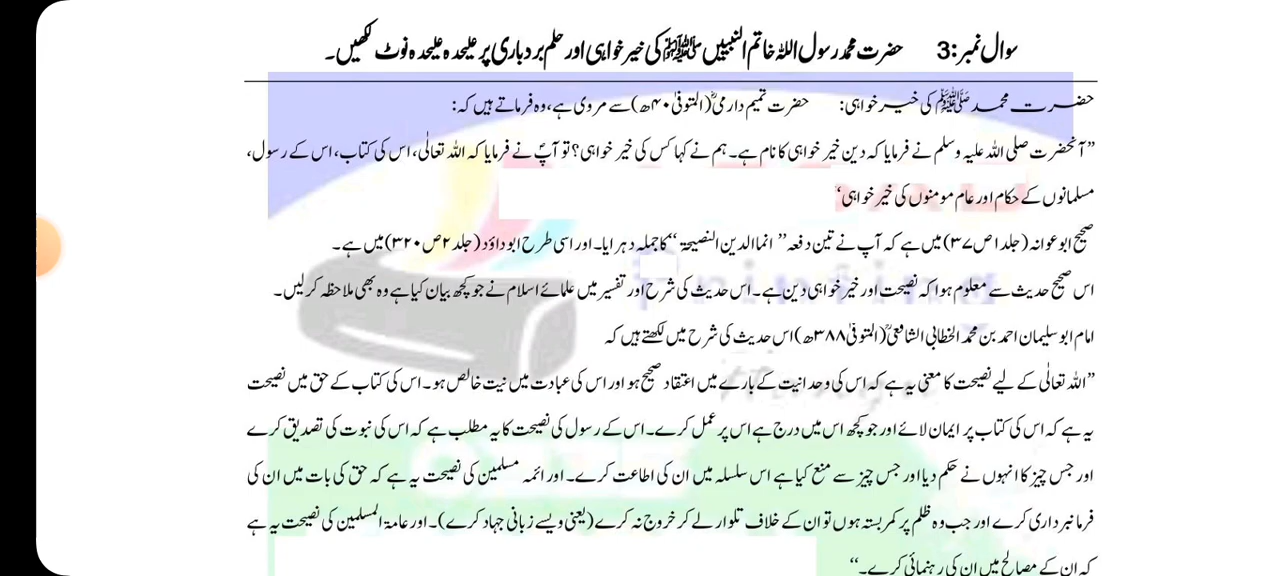 سوال نمبر:3 حضرت محمد رسول اللہ خاتم النبیین ﷺ کی خیر خواہی اور حلم بردباری پر علیحدہ علیحدہ نوٹ لکھیں۔
حضرت محمد ﷺ کی خیر خواہی: حضرت تمیم دارمیؓ (المتوفیٰ ۴۰ھ) سے مروی ہے، وہ فرماتے ہیں کہ:
”آنحضرت صلی اللہ علیہ وسلم نے فرمایا کہ دین خیر خواہی کا نام ہے۔ ہم نے کہا کس کی خیر خواہی؟ تو آپؐ نے فرمایا کہ اللہ تعالٰی، اس کی کتاب، اس کے رسول،
مسلمانوں کے حکام اور عام مومنوں کی خیر خواہی‘
صحیح ابو عوانہ (جلد ۱ ص ۳۷) میں ہے کہ آپ نے تین دفعہ ” انما الدین النصیحۃ “ کا جملہ دہرایا۔ اور اسی طرح ابوداؤد (جلد ۲ ص ۳۲۰) میں ہے۔
اس صحیح حدیث سے معلوم ہوا کہ نصیحت اور خیر خواہی دین ہے۔ اس حدیث کی شرح اور تفسیر میں علمائے اسلام نے جو کچھ بیان کیا ہے وہ بھی ملاحظہ کر لیں۔
امام ابو سلیمان احمد بن محمد الخطابی الشافعیؒ (المتوفیٰ ۳۸۸ھ) اس حدیث کی شرح میں لکھتے ہیں کہ
”اللہ تعالٰی کے لیے نصیحت کا معنی یہ ہے کہ اس کی وحدانیت کے بارے میں اعتقاد صحیح ہو اور اس کی عبادت میں نیت خالص ہو۔ اس کی کتاب کے حق میں نصیحت
یہ ہے کہ اس کی کتاب پر ایمان لائے اور جو کچھ اس میں درج ہے اس پر عمل کرے۔ اس کے رسول کی نصیحت کا یہ مطلب ہے کہ اس کی نبوت کی تصدیق کرے
اور جس چیز کا انہوں نے حکم دیا اور جس چیز سے منع کیا ہے اس سلسلہ میں ان کی اطاعت کرے۔ اور ائمہ مسلمین کی نصیحت یہ ہے کہ حق کی بات میں ان کی
فرمانبرداری کرے اور جب وہ ظلم پر کمربستہ ہوں تو ان کے خلاف تلوار لے کر خروج نہ کرے (یعنی ویسے زبانی جہاد کرے)۔ اور عامۃ المسلمین کی نصیحت یہ ہے
کہ ان کے مصالح میں ان کی رہنمائی کرے۔“